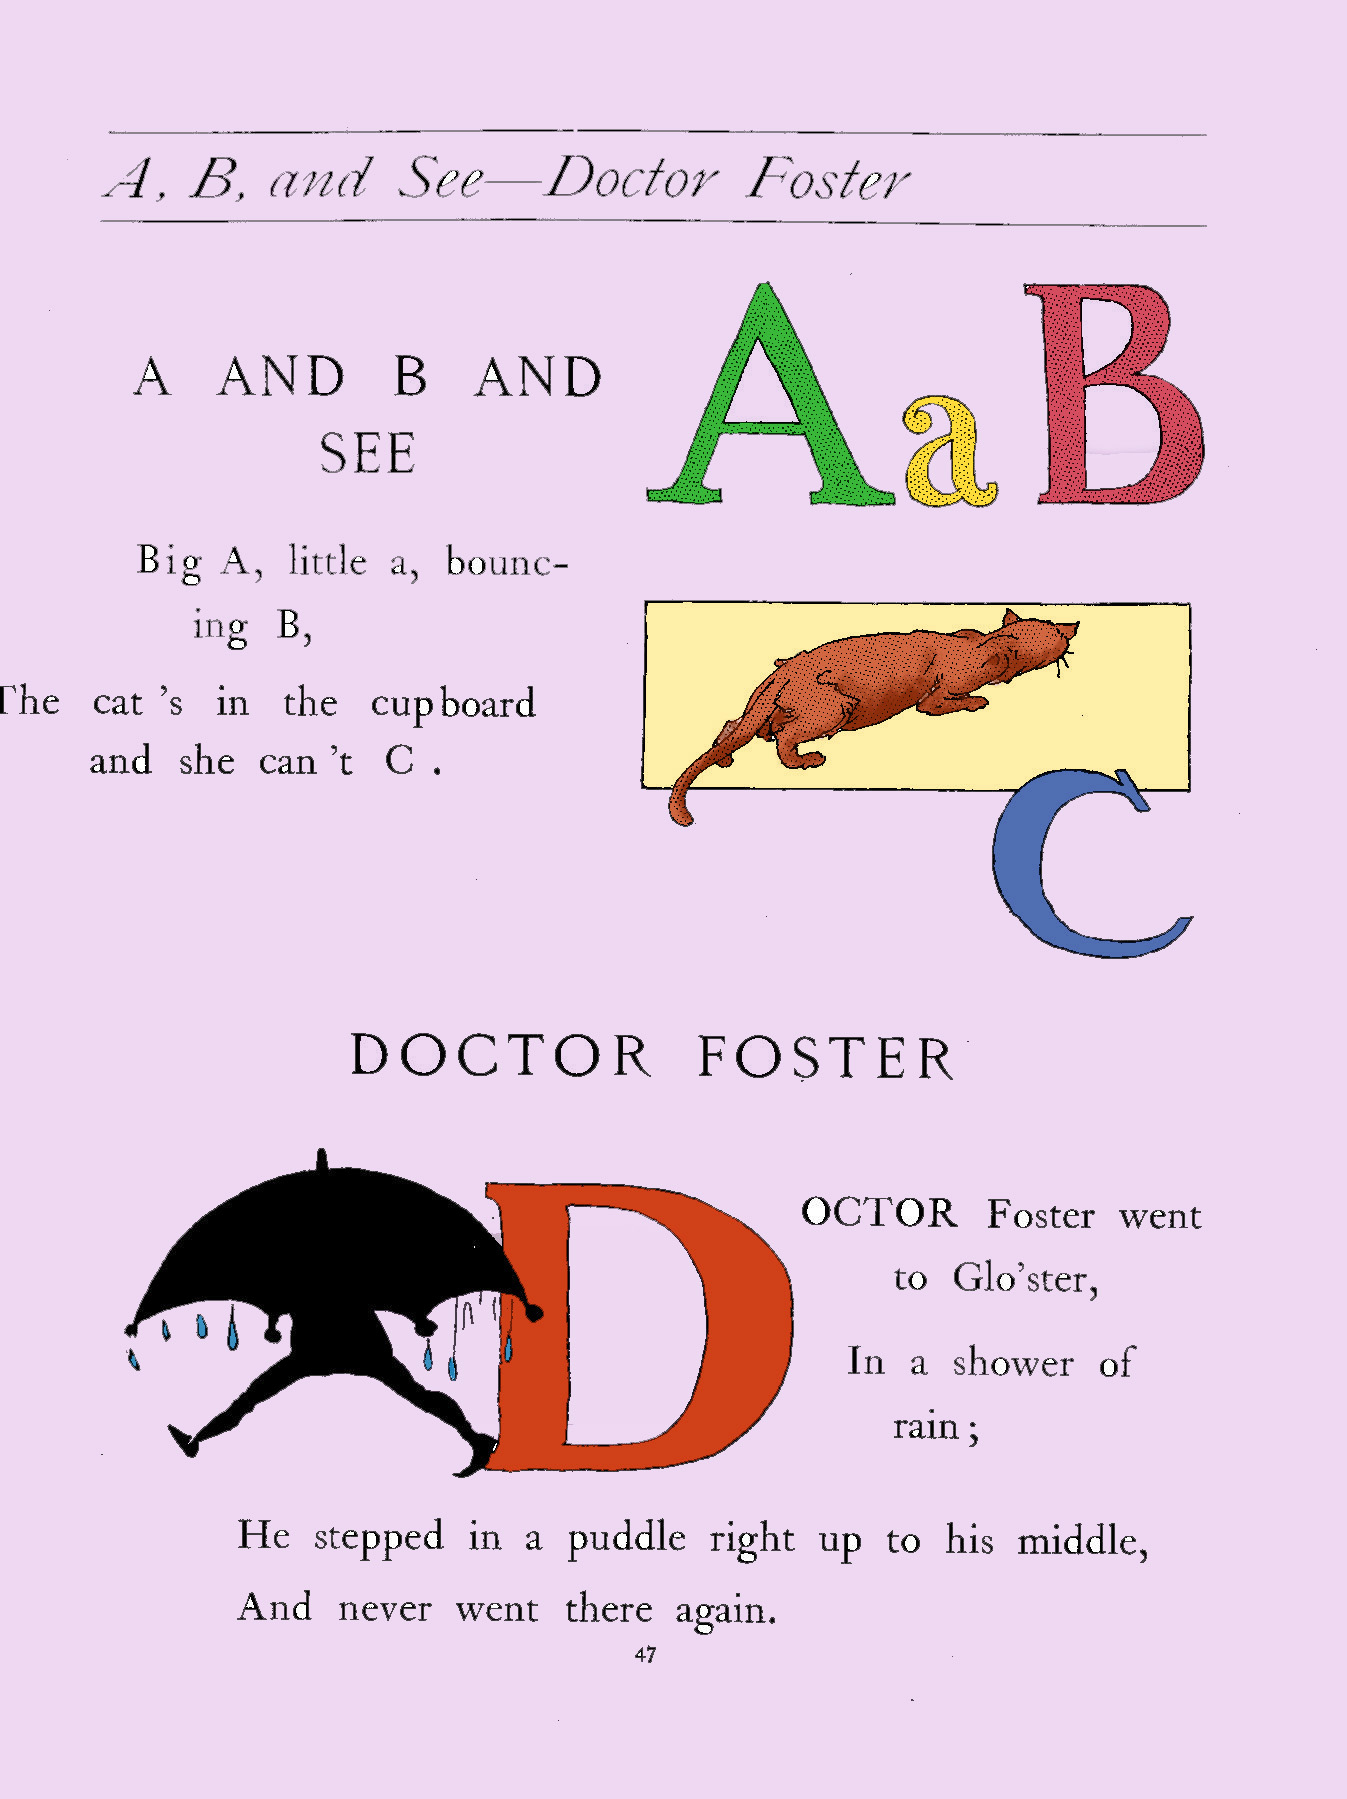 A, B, and See—Doctor Foster
A AND B AND
SEE
A a B
Big A, little a, bounc-
ing B,
The cat's in the cupboard
and she can't C.
C
DOCTOR FOSTER
DOCTOR Foster went
to Glo'ster,
In a shower of
rain;
He stepped in a puddle right up to his middle,
And never went there again.
47